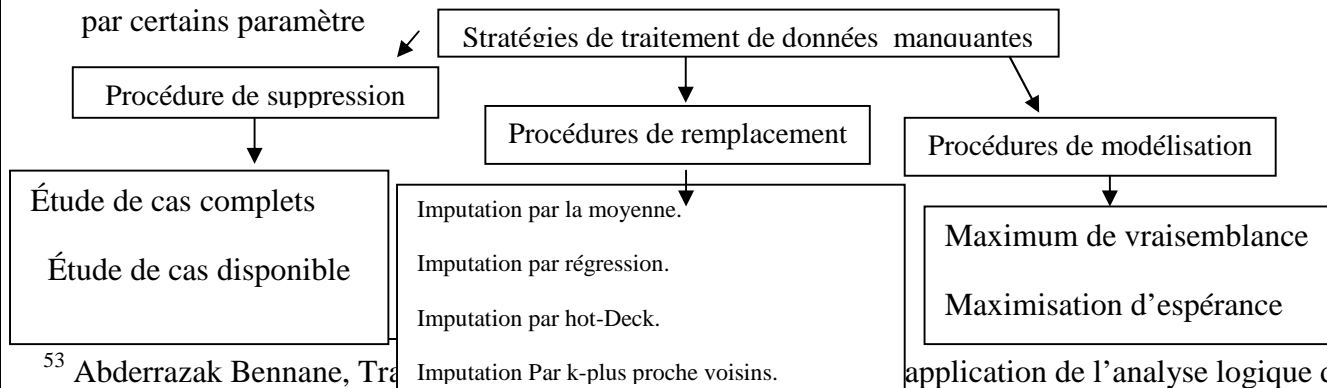 par certains paramètre
Stratégies de traitement de données manquantes
Procédure de suppression
Procédures de remplacement
Procédures de modélisation
Étude de cas complets
Étude de cas disponible
Imputation par la moyenne.
Imputation par régression.
Imputation par hot-Deck.
Imputation Par k-plus proche voisins.
Maximum de vraisemblance
Maximisation d’espérance
53 Abderrazak Bennane, application de l’analyse logique